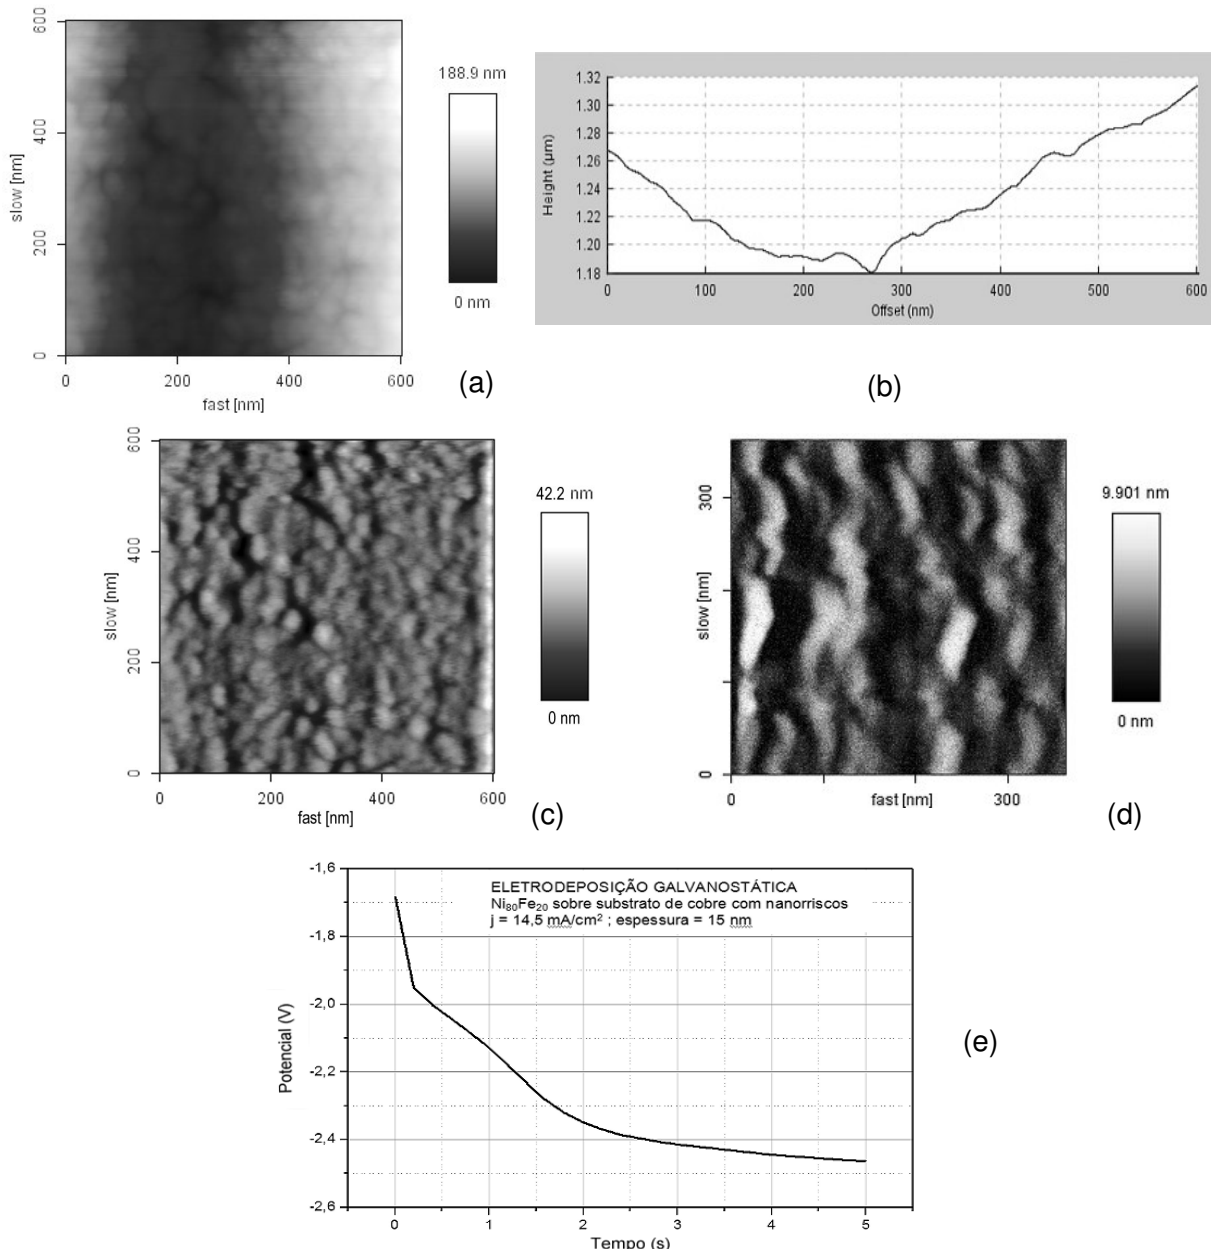 600
400
200
0
slow [nm]
0 200 400 600
fast [nm]
188.9 nm
0 nm
(a)
1.32
1.30
1.28
1.26
1.24
1.22
1.20
1.18
Height (µm)
0 100 200 300 400 500 600
Offset (nm)
(b)
600
400
200
0
slow [nm]
0 200 400 600
fast [nm]
42.2 nm
0 nm
(c)
300
0
slow [nm]
0 fast [nm] 300
9.901 nm
0 nm
(d)
-1,6
-1,8
-2,0
-2,2
-2,4
-2,6
Potencial (V)
ELETRODEPOSIÇÃO GALVANOSTÁTICA
Ni₈₀Fe₂₀ sobre substrato de cobre com nanorriscos
j = 14,5 mA/cm² ; espessura = 15 nm
0 1 2 3 4 5
Tempo (s)
(e)